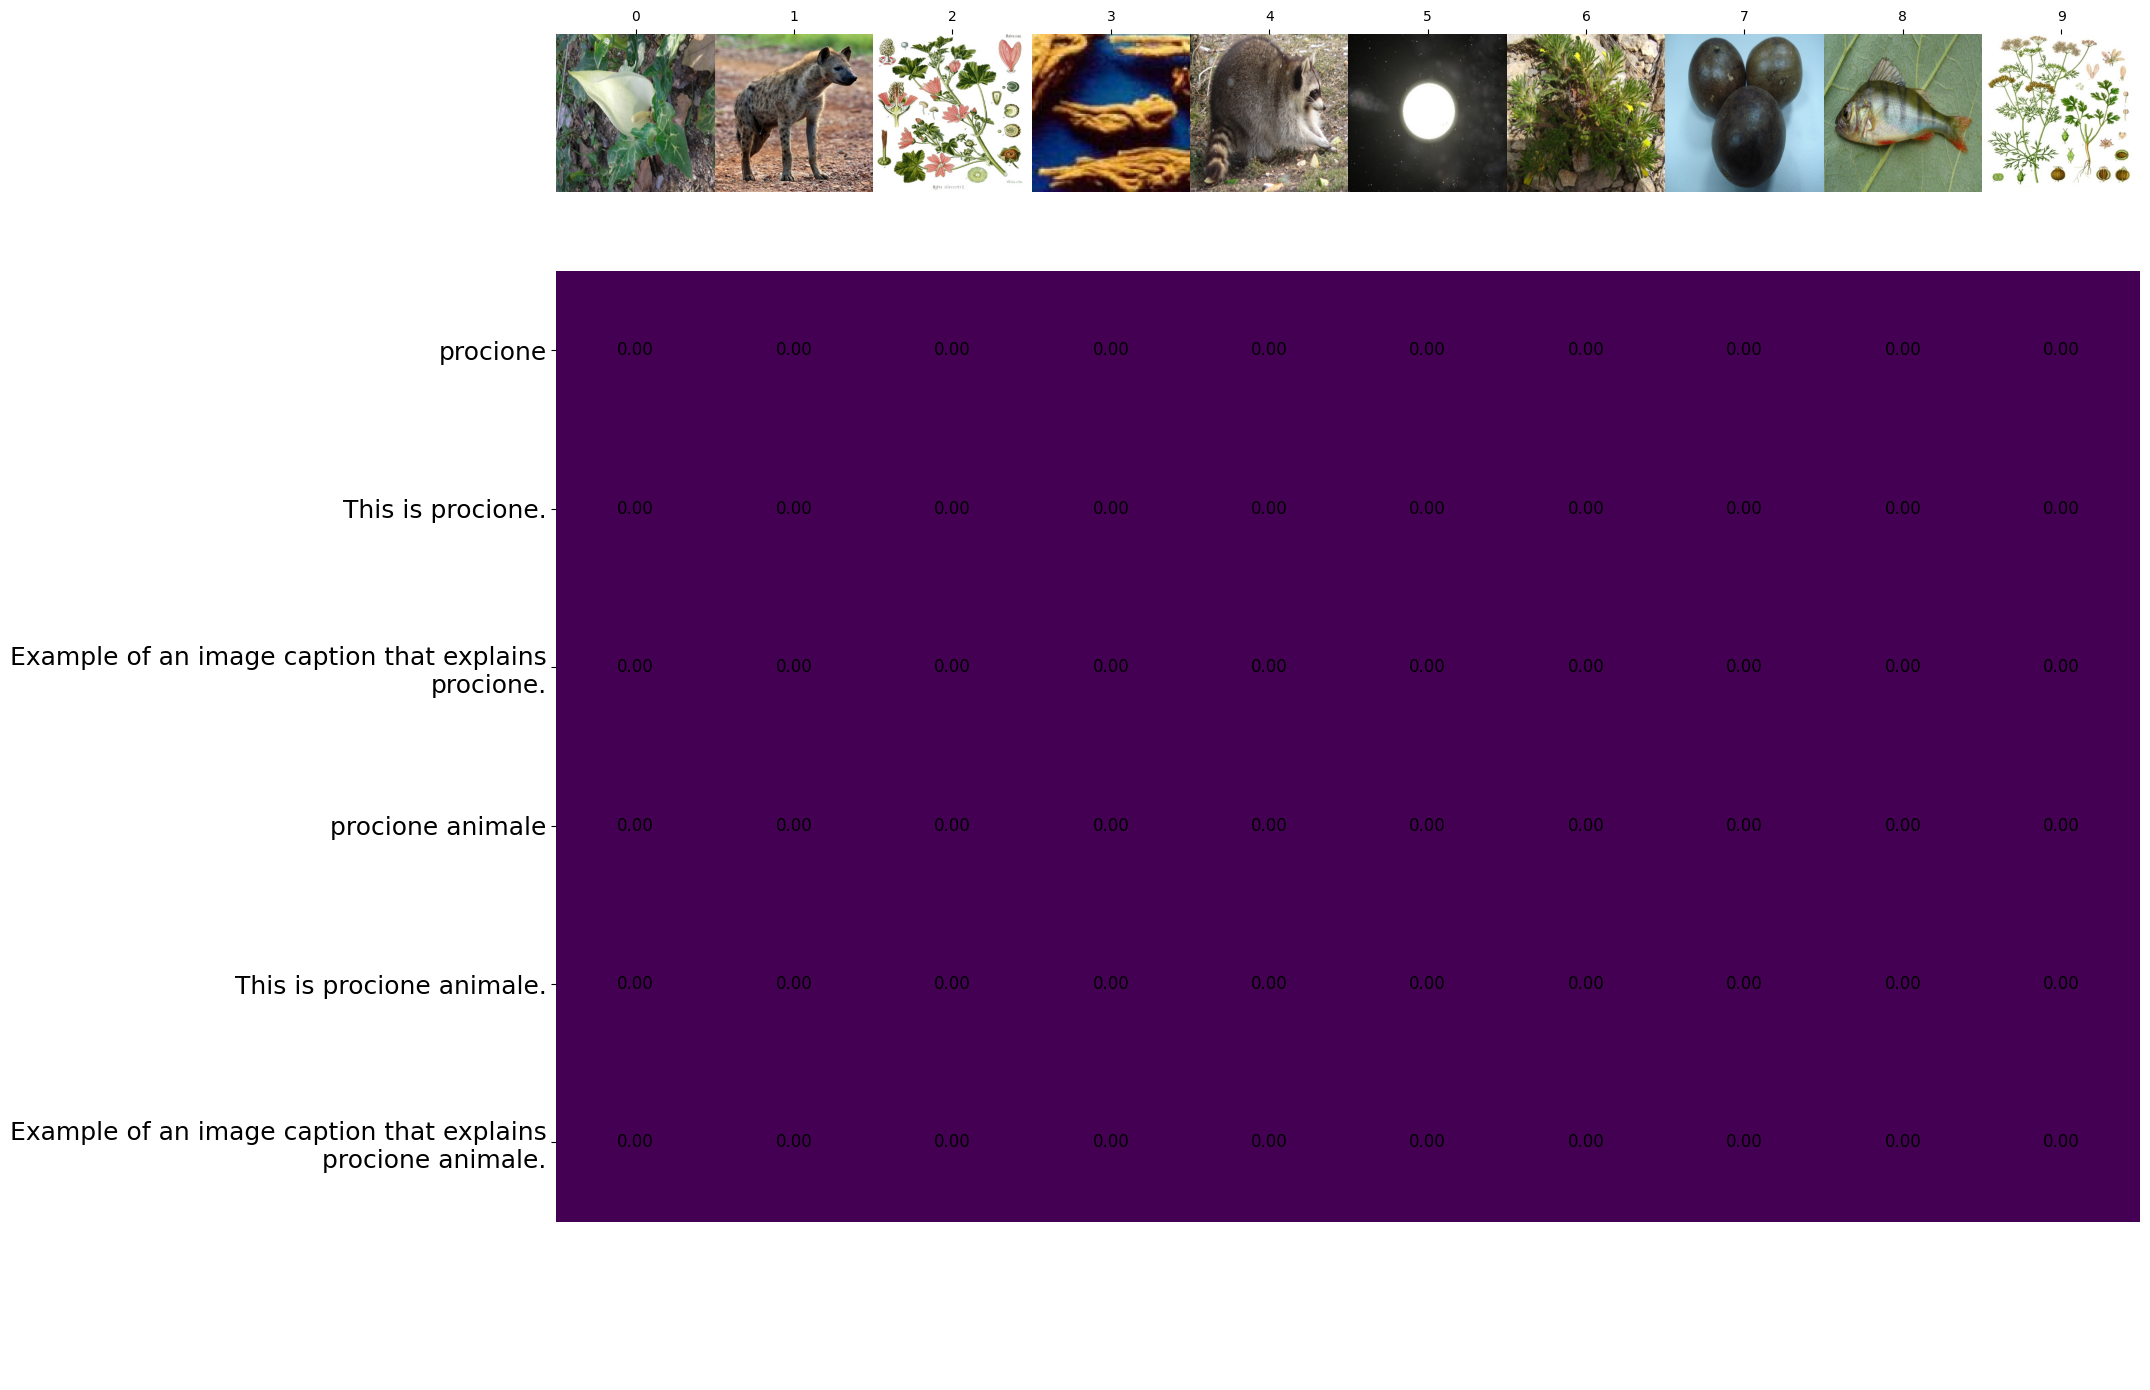 0 1 2 3 4 5 6 7 8 9
procione 0.00 0.00 0.00 0.00 0.00 0.00 0.00 0.00 0.00 0.00
This is procione. 0.00 0.00 0.00 0.00 0.00 0.00 0.00 0.00 0.00 0.00
Example of an image caption that explains
procione. 0.00 0.00 0.00 0.00 0.00 0.00 0.00 0.00 0.00 0.00
procione animale 0.00 0.00 0.00 0.00 0.00 0.00 0.00 0.00 0.00 0.00
This is procione animale. 0.00 0.00 0.00 0.00 0.00 0.00 0.00 0.00 0.00 0.00
Example of an image caption that explains
procione animale. 0.00 0.00 0.00 0.00 0.00 0.00 0.00 0.00 0.00 0.00